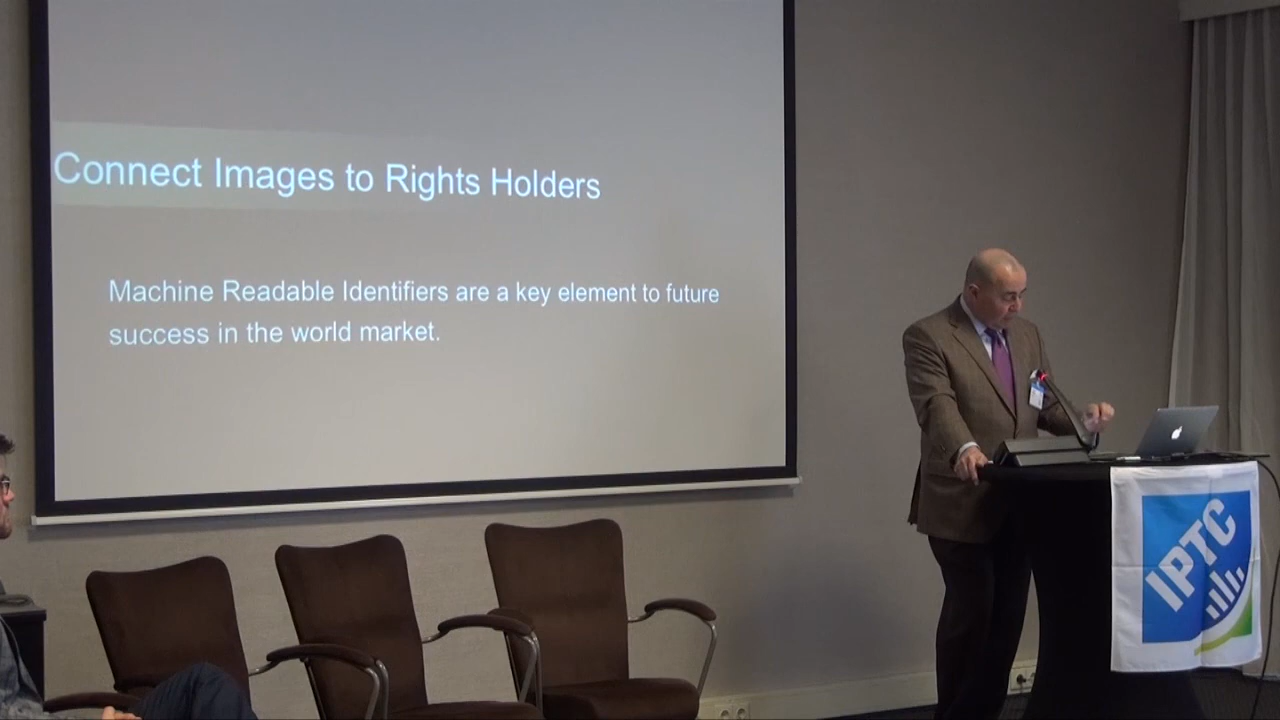 Connect Images to Rights Holders
Machine Readable Identifiers are a key element to future
success in the world market.
IPTC